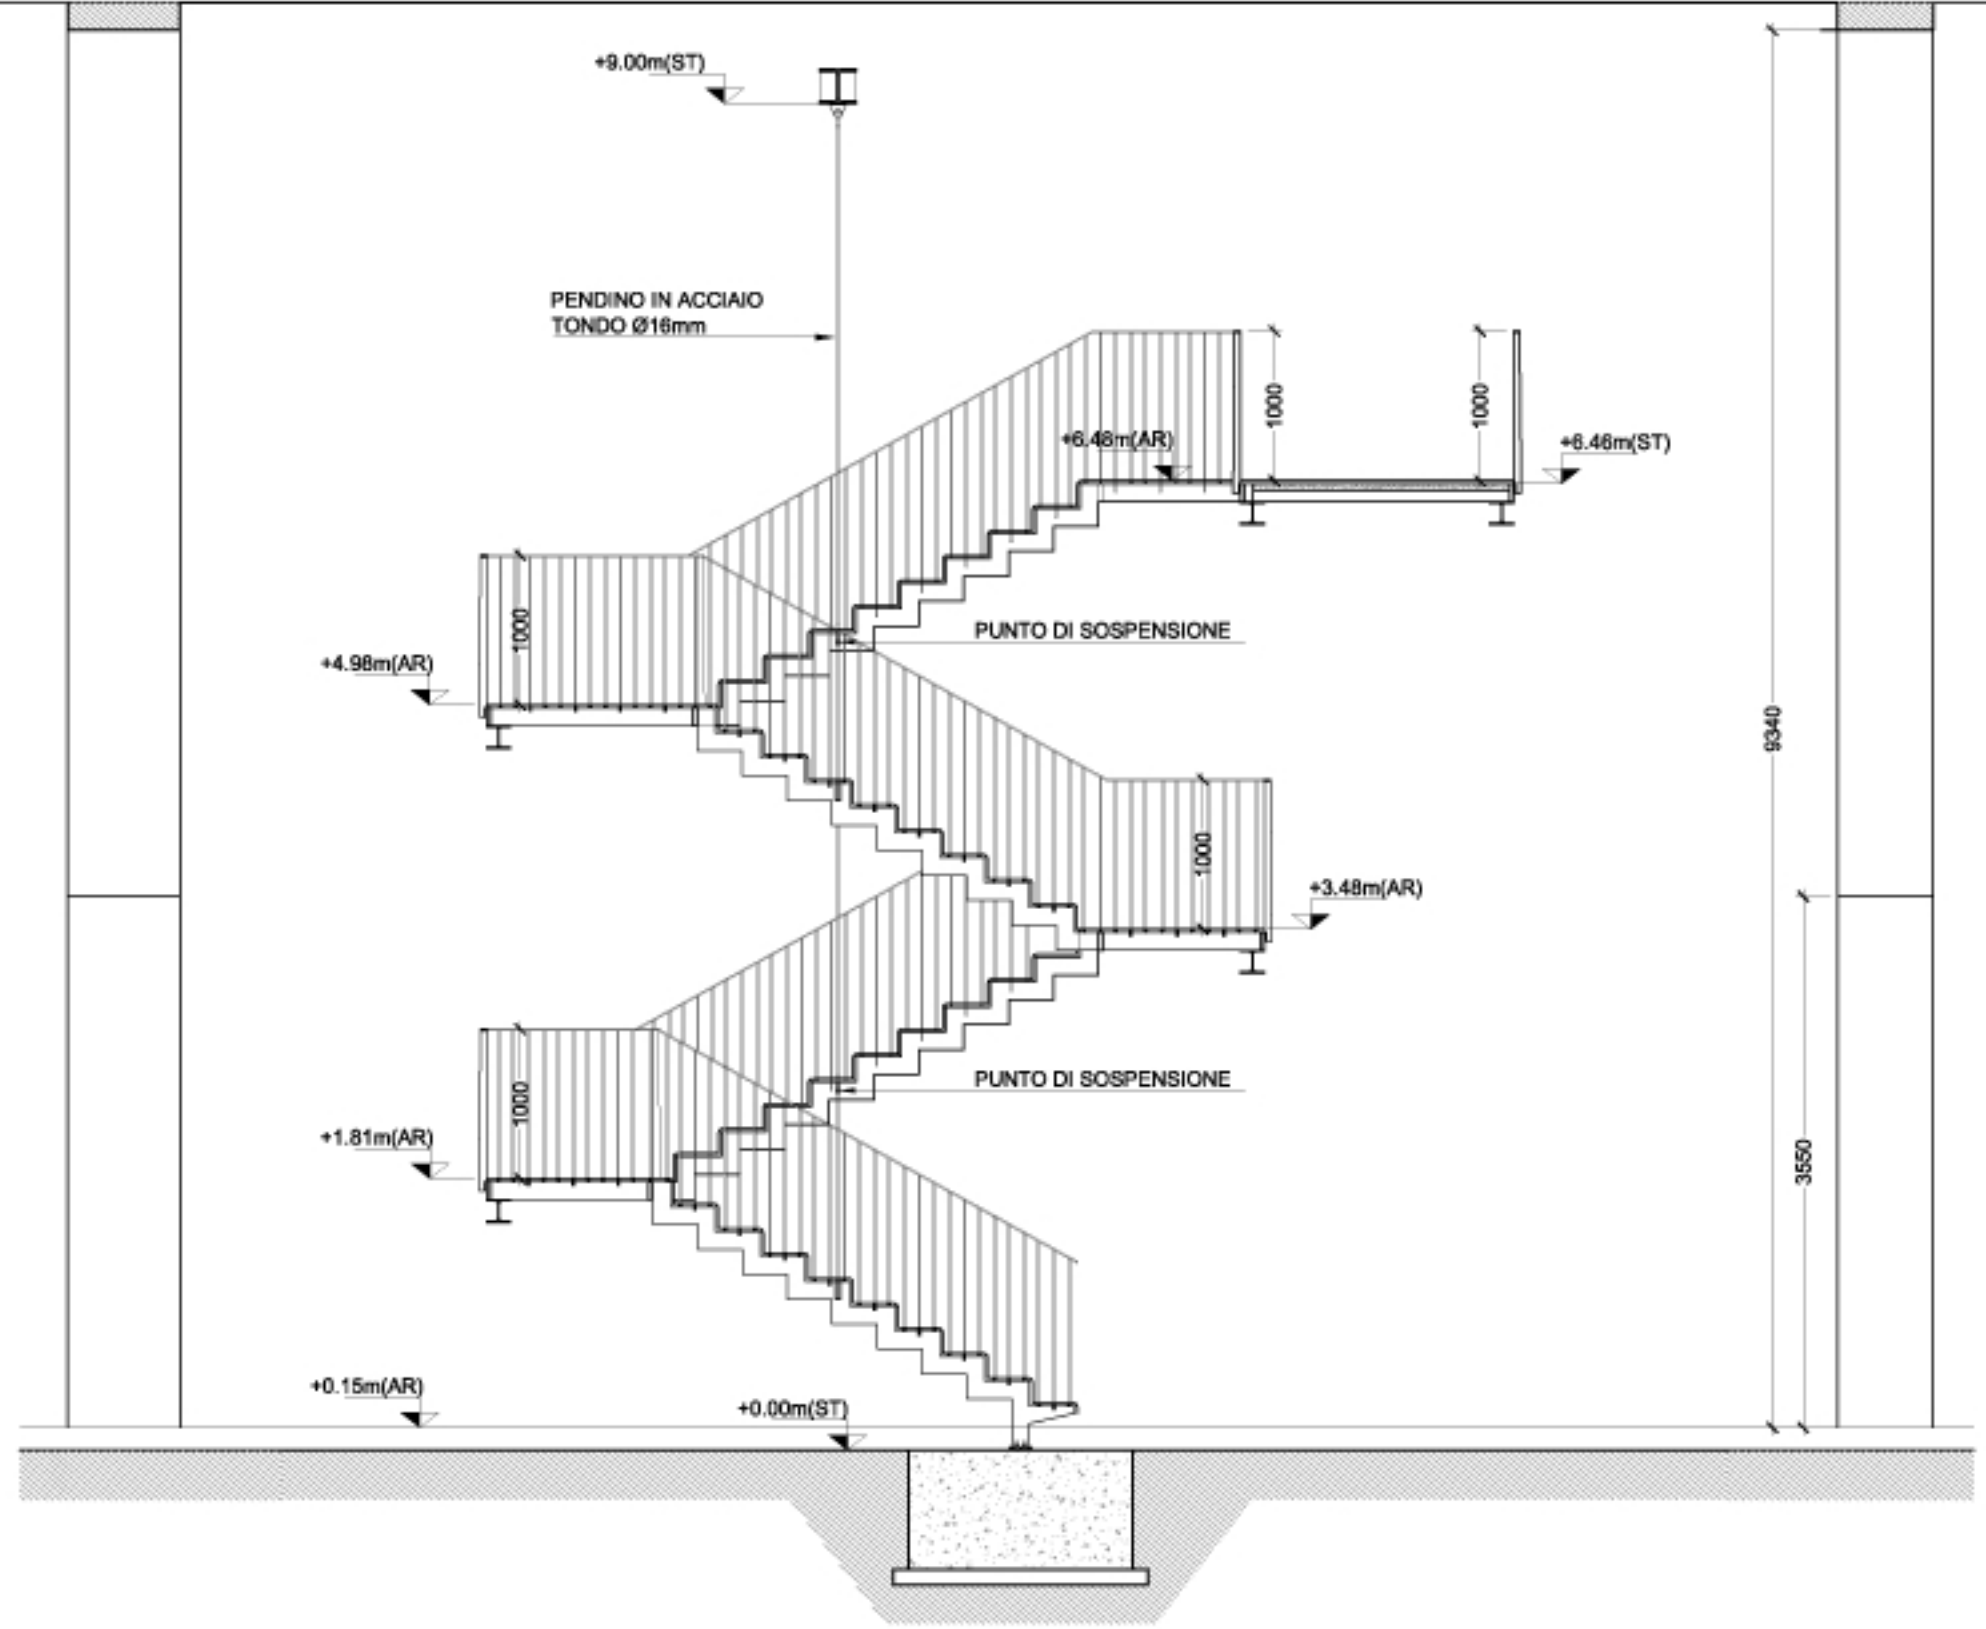 +9.00m(ST)
PENDINO IN ACCIAIO
TONDO Ø16mm
1000
1000
+6.48m(AR)
+6.46m(ST)
1000
PUNTO DI SOSPENSIONE
+4.98m(AR)
9340
1000
+3.48m(AR)
1000
PUNTO DI SOSPENSIONE
+1.81m(AR)
3550
+0.15m(AR)
+0.00m(ST)